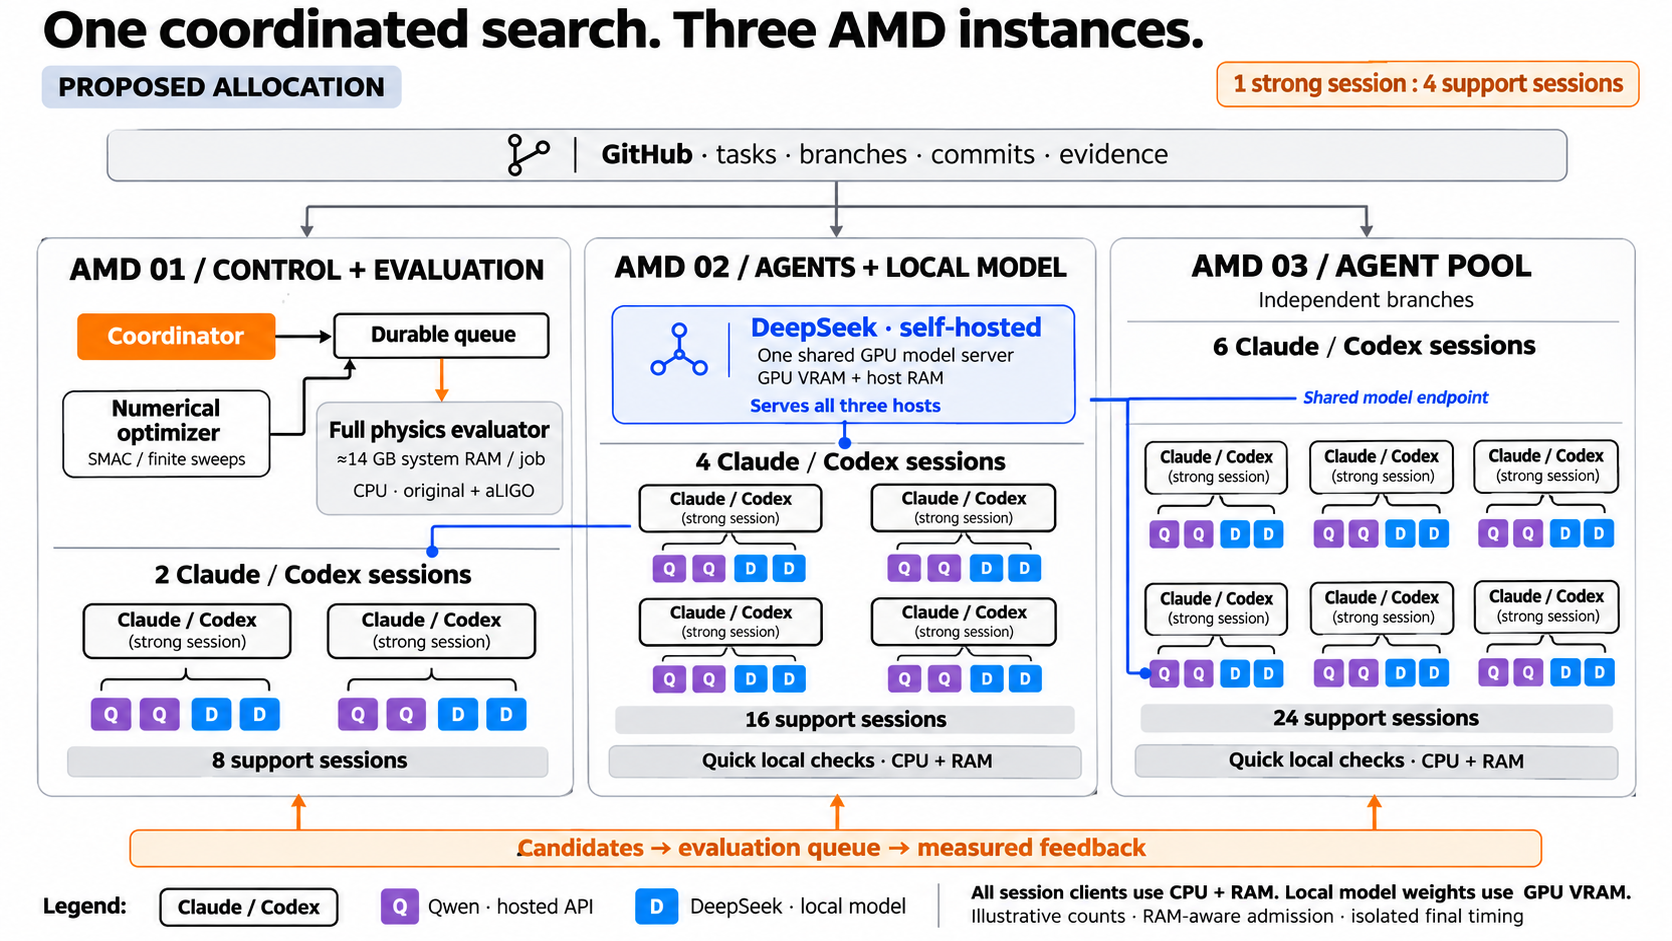 One coordinated search. Three AMD instances.
PROPOSED ALLOCATION
1 strong session : 4 support sessions
GitHub · tasks · branches · commits · evidence
AMD 01 / CONTROL + EVALUATION
Coordinator
Durable queue
Numerical
optimizer
SMAC / finite sweeps
Full physics evaluator
≈14 GB system RAM / job
CPU · original + aLIGO
2 Claude / Codex sessions
Claude / Codex
(strong session)
Claude / Codex
(strong session)
Q Q D D
Q Q D D
8 support sessions
AMD 02 / AGENTS + LOCAL MODEL
DeepSeek · self-hosted
One shared GPU model server
GPU VRAM + host RAM
Serves all three hosts
4 Claude / Codex sessions
Claude / Codex
(strong session)
Claude / Codex
(strong session)
Q Q D D
Q Q D D
Claude / Codex
(strong session)
Claude / Codex
(strong session)
Q Q D D
Q Q D D
16 support sessions
Quick local checks · CPU + RAM
AMD 03 / AGENT POOL
Independent branches
6 Claude / Codex sessions
Shared model endpoint
Claude / Codex
(strong session)
Claude / Codex
(strong session)
Claude / Codex
(strong session)
Q Q D D
Q Q D D
Q Q D D
Claude / Codex
(strong session)
Claude / Codex
(strong session)
Claude / Codex
(strong session)
Q Q D D
Q Q D D
Q Q D D
24 support sessions
Quick local checks · CPU + RAM
Candidates → evaluation queue → measured feedback
Legend:
Claude / Codex
Q Qwen · hosted API
D DeepSeek · local model
All session clients use CPU + RAM. Local model weights use GPU VRAM.
Illustrative counts · RAM-aware admission · isolated final timing